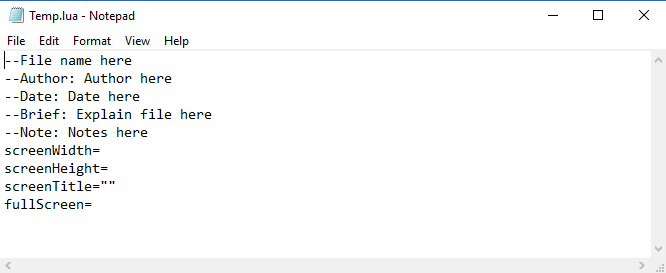 Temp.lua - Notepad
File Edit Format View Help
--File name here
--Author: Author here
--Date: Date here
--Brief: Explain file here
--Note: Notes here
screenWidth=
screenHeight=
screenTitle=""
fullScreen=